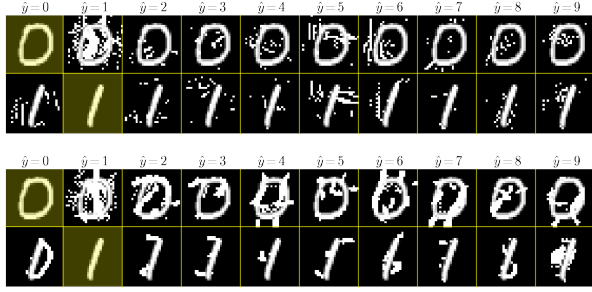 ŷ = 0 ŷ = 1 ŷ = 2 ŷ = 3 ŷ = 4 ŷ = 5 ŷ = 6 ŷ = 7 ŷ = 8 ŷ = 9
ŷ = 0 ŷ = 1 ŷ = 2 ŷ = 3 ŷ = 4 ŷ = 5 ŷ = 6 ŷ = 7 ŷ = 8 ŷ = 9